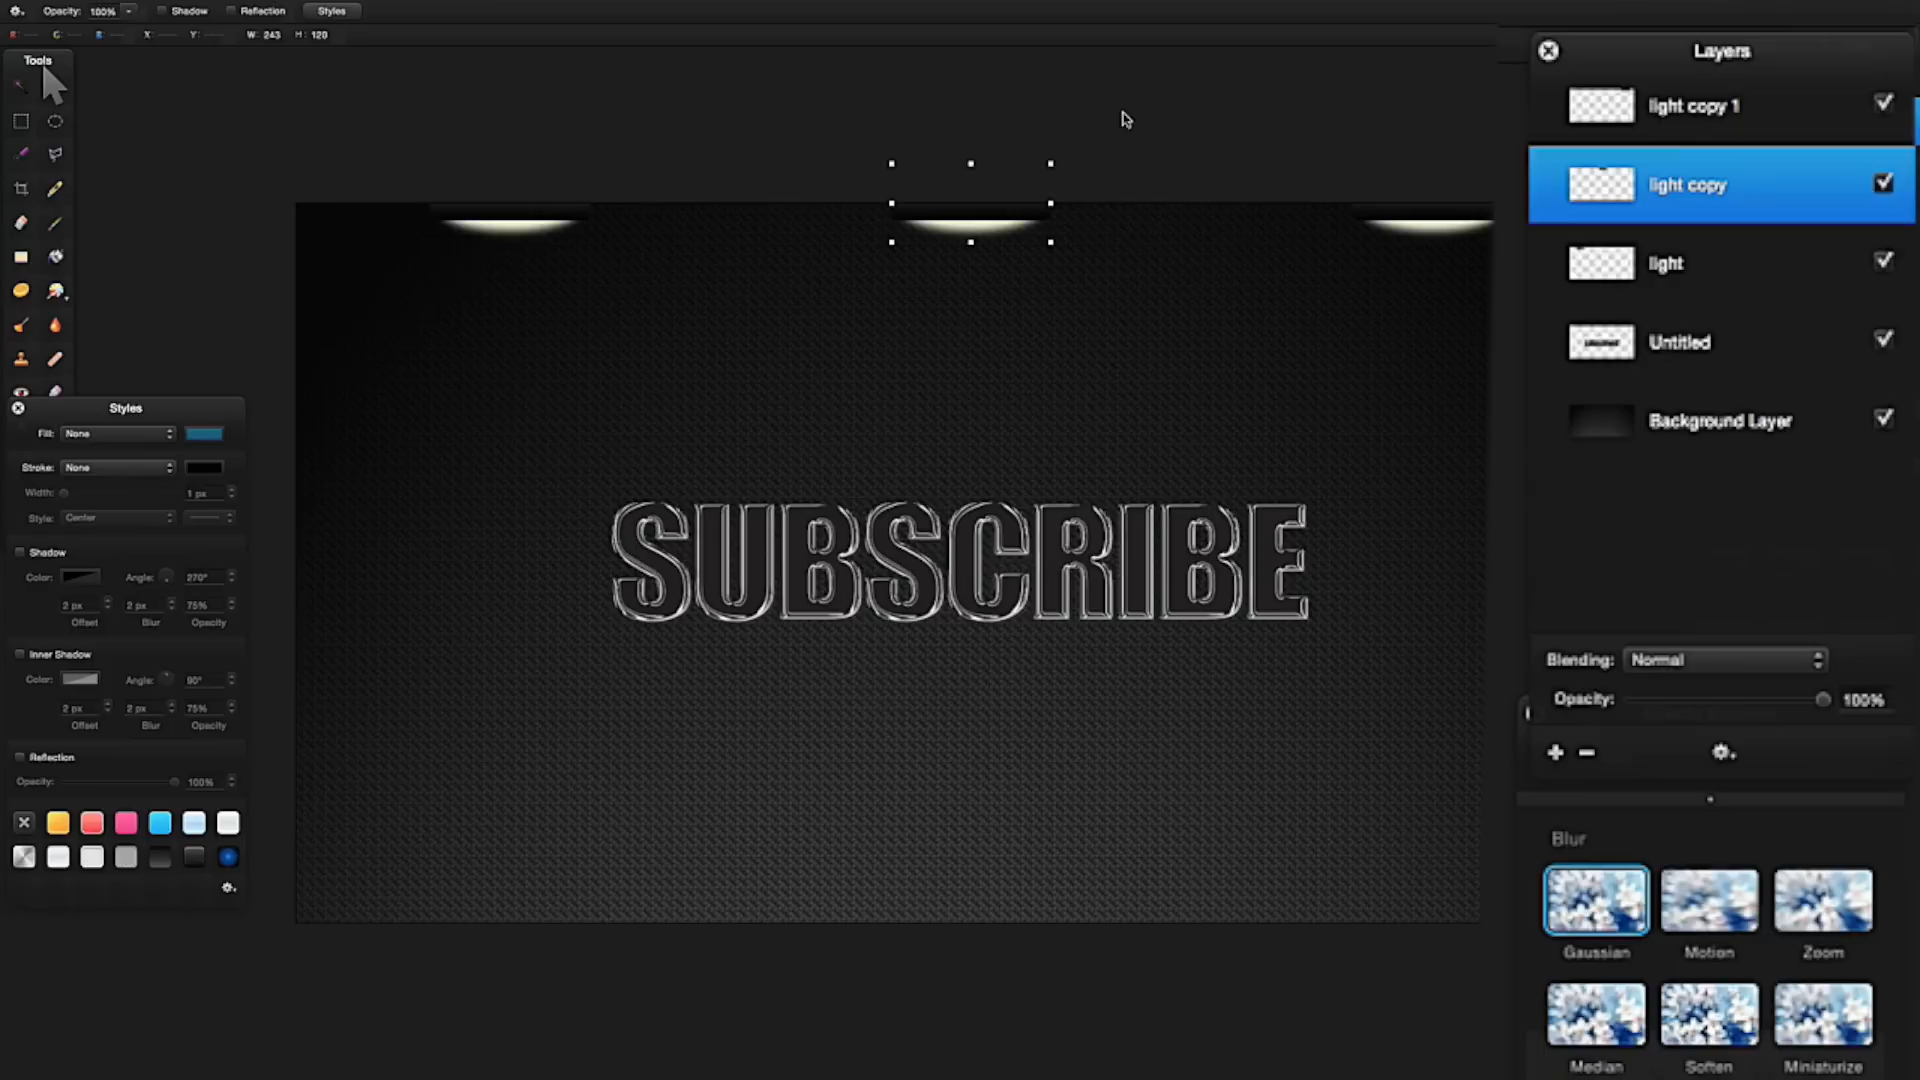 Opacity: 100% Shadow Reflection Styles
R: G: B: X: Y: W: 243 H: 120
Tools
Layers
light copy 1
light copy
light
Untitled
Background Layer
SUBSCRIBE
Styles
Fill: None
Stroke: None
Width: 1 px
Style: Center
Shadow
Color: Angle: 270°
2 px 2 px 75%
Offset Blur Opacity
Inner Shadow
Color: Angle: 90°
2 px 2 px 75%
Offset Blur Opacity
Reflection
Opacity: 100%
Blending: Normal
Opacity: 100%
Blur
Gaussian Motion Zoom
Median Soften Miniaturize